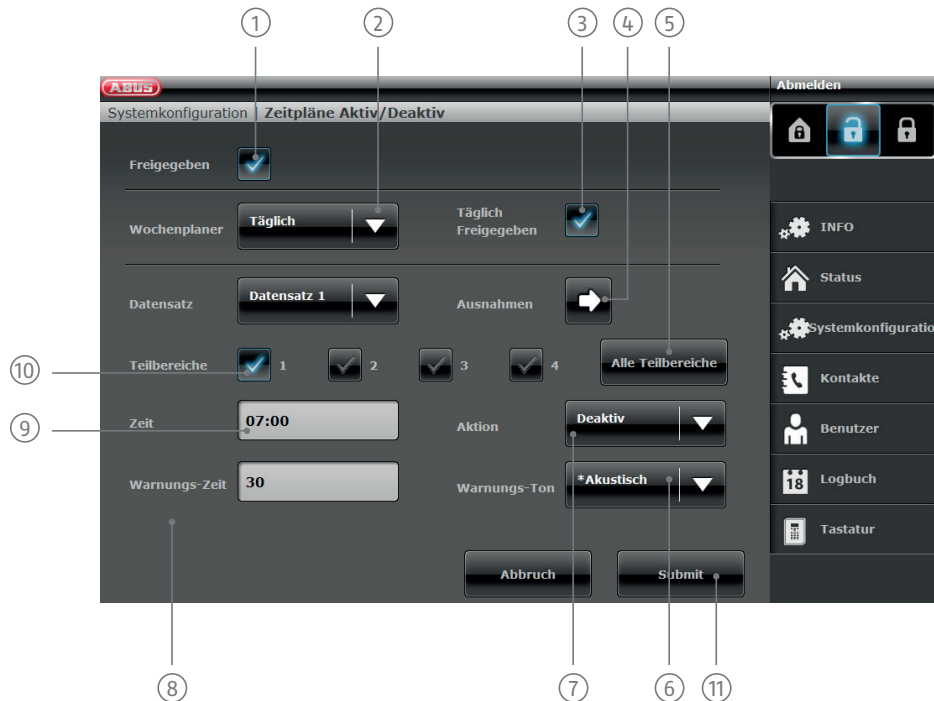 1 2 3 4 5
ABUS
Abmelden
Systemkonfiguration | Zeitpläne Aktiv/Deaktiv
Freigegeben
Wochenplaner Täglich Täglich Freigegeben
Datensatz Datensatz 1 Ausnahmen
Teilbereiche 1 2 3 4 Alle Teilbereiche
10
Zeit 07:00 Aktion Deaktiv
9
Warnungs-Zeit 30 Warnungs-Ton *Akustisch
Abbruch Submit
INFO
Status
Systemkonfiguratio
Kontakte
Benutzer
18 Logbuch
Tastatur
8 7 6 11